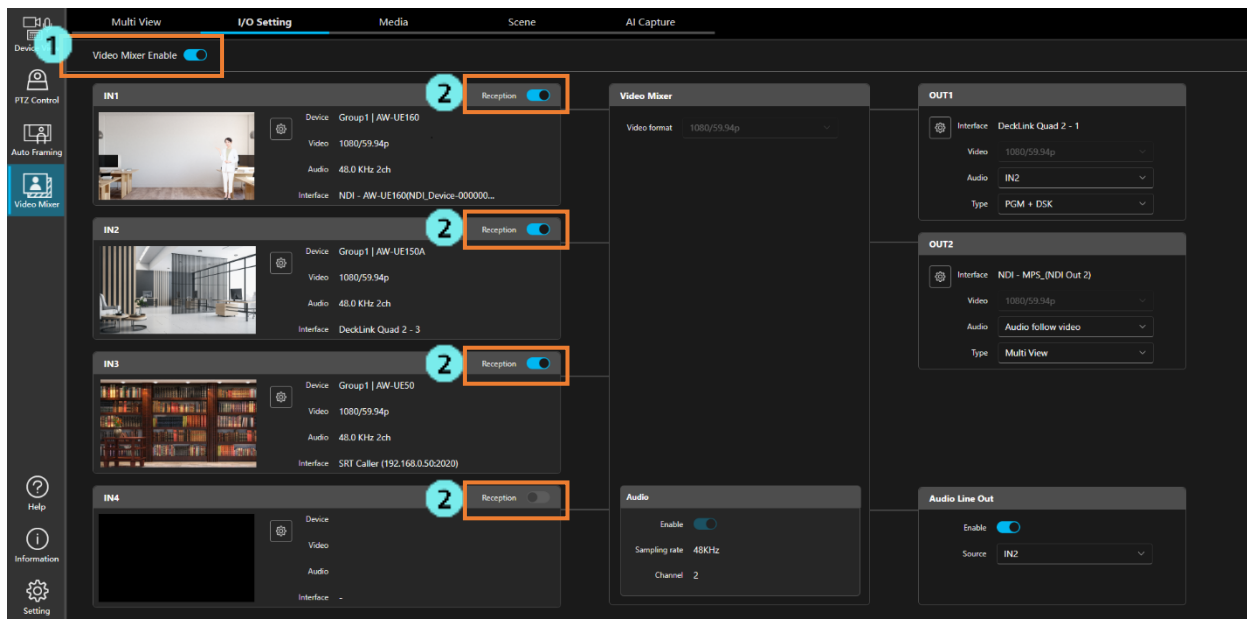 Multi View
I/O Setting
Media
Scene
AI Capture
1
Video Mixer Enable
PTZ Control
Auto Framing
Video Mixer
Help
Information
Setting
IN1
2
Reception
Device Group1 | AW-UE160
Video 1080/59.94p
Audio 48.0 KHz 2ch
Interface NDI - AW-UE160(NDI_Device-000000...
IN2
2
Reception
Device Group1 | AW-UE150A
Video 1080/59.94p
Audio 48.0 KHz 2ch
Interface DeckLink Quad 2 - 3
IN3
2
Reception
Device Group1 | AW-UE50
Video 1080/59.94p
Audio 48.0 KHz 2ch
Interface SRT Caller (192.168.0.50:2020)
IN4
2
Reception
Device
Video
Audio
Interface -
Video Mixer
Video format 1080/59.94p
Audio
Enable
Sampling rate 48KHz
Channel 2
OUT1
Interface DeckLink Quad 2 - 1
Video 1080/59.94p
Audio IN2
Type PGM + DSK
OUT2
Interface NDI - MPS_(NDI Out 2)
Video 1080/59.94p
Audio Audio follow video
Type Multi View
Audio Line Out
Enable
Source IN2